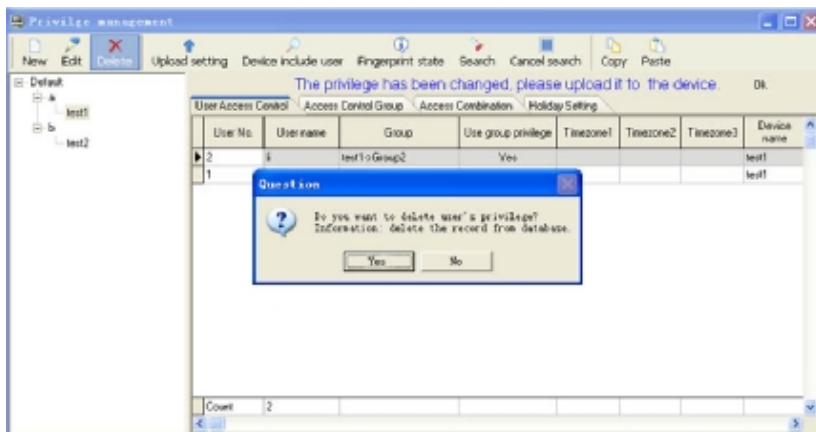 Privilge management
New Edit Delete Upload setting Device include user Fingerprint state Search Cancel search Copy Paste
The privilege has been changed, please upload it to the device. Ok
Default
a
test1
b
test2
User Access Control Access Control Group Access Combination Holiday Setting
User No. User name Group Use group privilege Timezone1 Timezone2 Timezone3 Device name
2 test1>Group2 Yes test1
1 test1
Question
Do you want to delete user's privilege?
Information: delete the record from database.
Yes No
Count 2